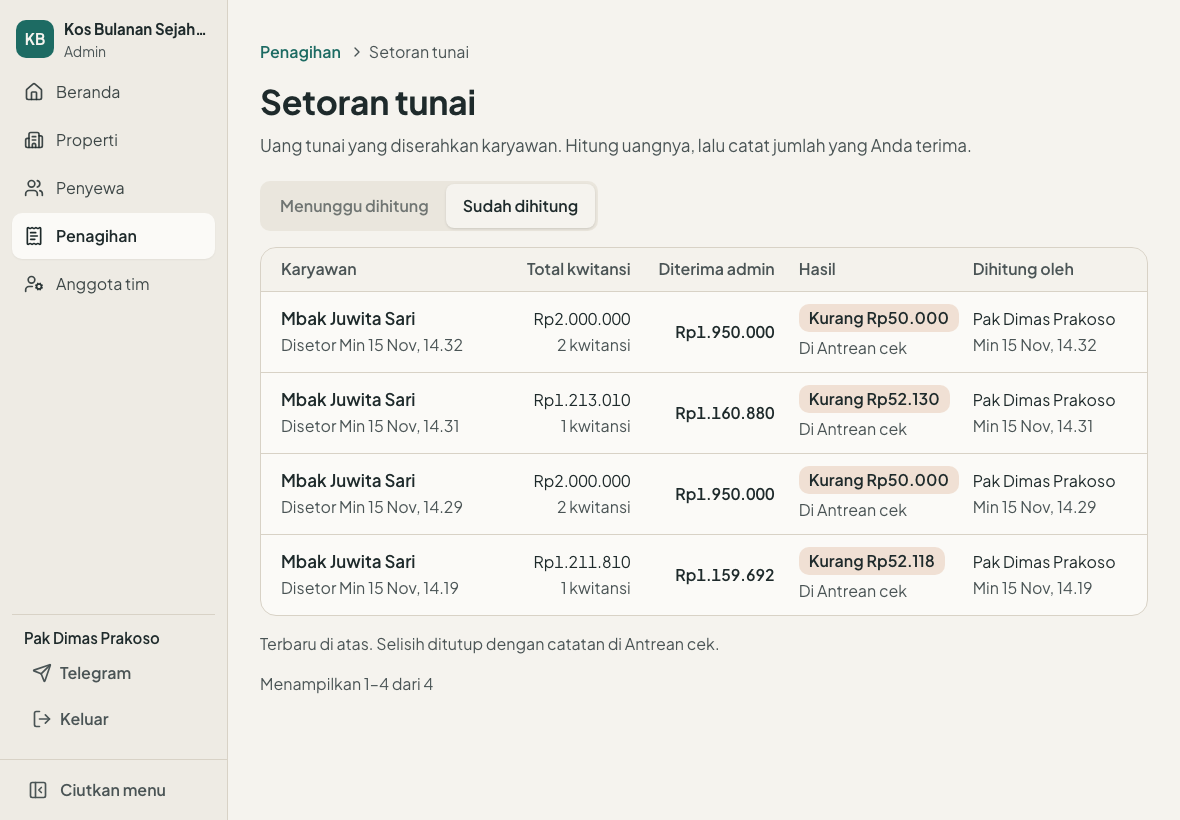 KB
Kos Bulanan Sejah…
Admin
Beranda
Properti
Penyewa
Penagihan
Anggota tim
Pak Dimas Prakoso
Telegram
Keluar
Ciutkan menu
Penagihan > Setoran tunai
Setoran tunai
Uang tunai yang diserahkan karyawan. Hitung uangnya, lalu catat jumlah yang Anda terima.
Menunggu dihitung Sudah dihitung
Karyawan Total kwitansi Diterima admin Hasil Dihitung oleh
Mbak Juwita Sari Rp2.000.000 Rp1.950.000 Kurang Rp50.000 Pak Dimas Prakoso
Disetor Min 15 Nov, 14.32 2 kwitansi Di Antrean cek Min 15 Nov, 14.32
Mbak Juwita Sari Rp1.213.010 Rp1.160.880 Kurang Rp52.130 Pak Dimas Prakoso
Disetor Min 15 Nov, 14.31 1 kwitansi Di Antrean cek Min 15 Nov, 14.31
Mbak Juwita Sari Rp2.000.000 Rp1.950.000 Kurang Rp50.000 Pak Dimas Prakoso
Disetor Min 15 Nov, 14.29 2 kwitansi Di Antrean cek Min 15 Nov, 14.29
Mbak Juwita Sari Rp1.211.810 Rp1.159.692 Kurang Rp52.118 Pak Dimas Prakoso
Disetor Min 15 Nov, 14.19 1 kwitansi Di Antrean cek Min 15 Nov, 14.19
Terbaru di atas. Selisih ditutup dengan catatan di Antrean cek.
Menampilkan 1–4 dari 4